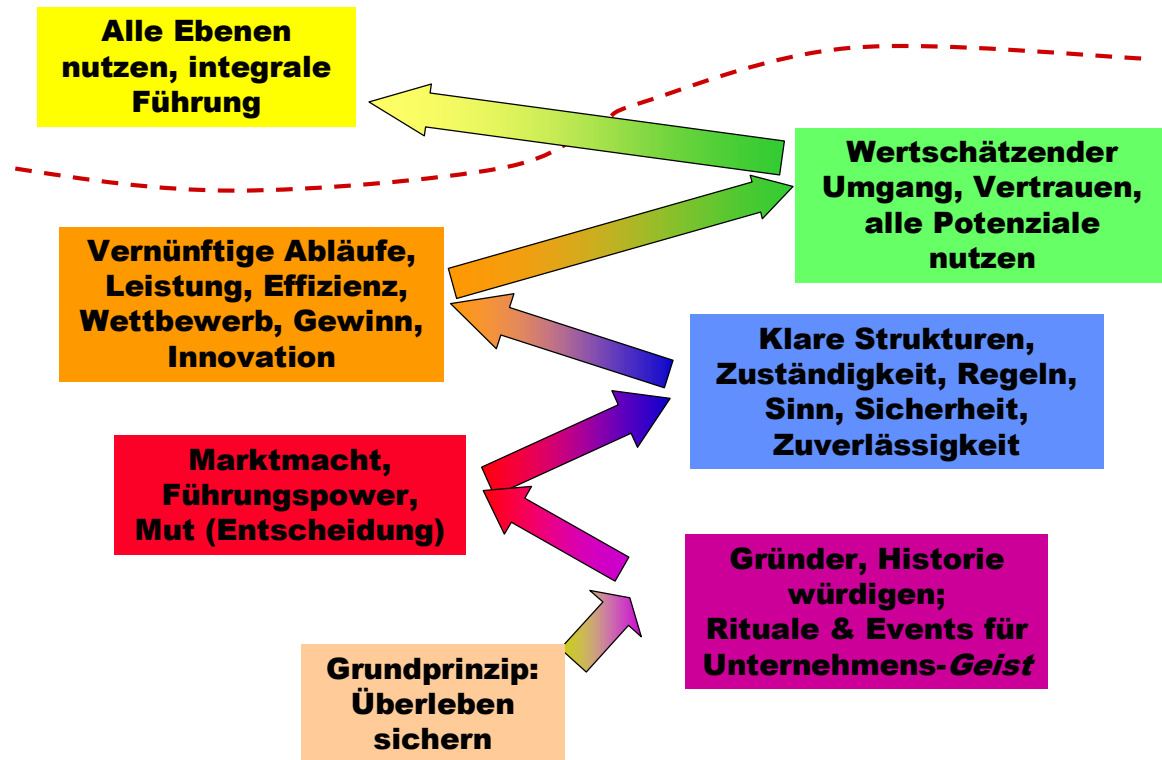 Alle Ebenen
nutzen, integrale
Führung
Wertschätzender
Umgang, Vertrauen,
alle Potenziale
nutzen
Vernünftige Abläufe,
Leistung, Effizienz,
Wettbewerb, Gewinn,
Innovation
Klare Strukturen,
Zuständigkeit, Regeln,
Sinn, Sicherheit,
Zuverlässigkeit
Marktmacht,
Führungspower,
Mut (Entscheidung)
Gründer, Historie
würdigen;
Rituale & Events für
Unternehmens-Geist
Grundprinzip:
Überleben
sichern